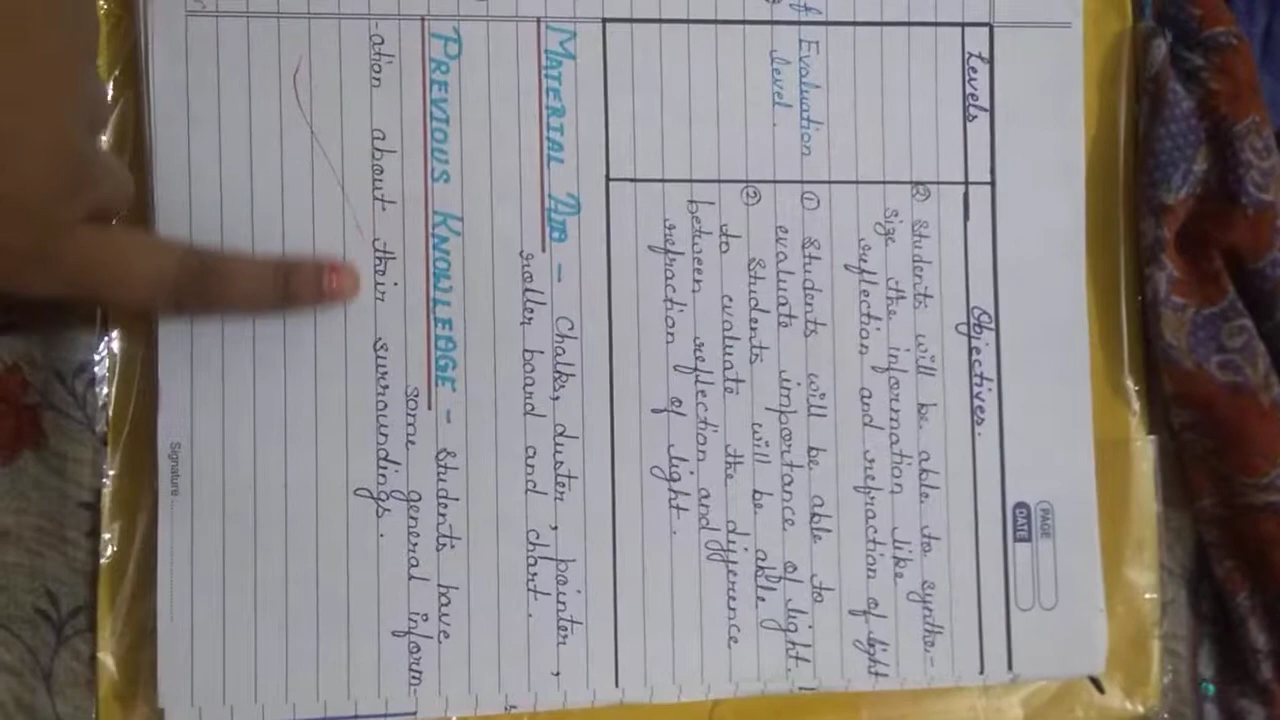 PAGE
DATE
Levels
Objectives.
② Students will be able to synthe-
size the information like
reflection and refraction of light
Evaluation
level.
① Students will be able to
evaluate importance of light.
② Students will be able
to evaluate the difference
between reflection and
refraction of light.
MATERIAL AID - Chalk, duster, pointer,
roller board and chart.
PREVIOUS KNOWLEDGE - Students have
some general inform-
-ation about their surroundings.
Signature